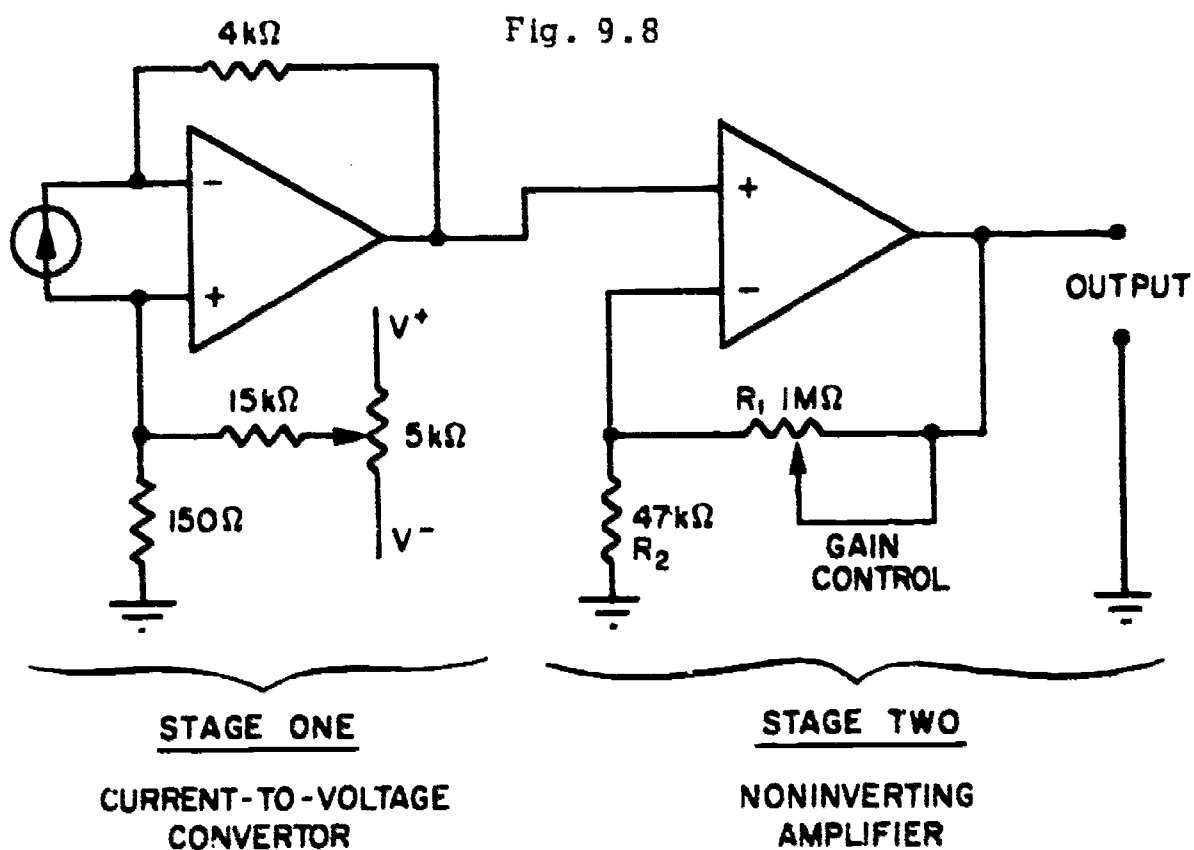 Fig. 9.8
4kΩ
-
+
+
-
OUTPUT
V+
15kΩ
5kΩ
V-
150Ω
R1 1MΩ
47kΩ
R2
GAIN
CONTROL
STAGE ONE
CURRENT-TO-VOLTAGE
CONVERTOR
STAGE TWO
NONINVERTING
AMPLIFIER